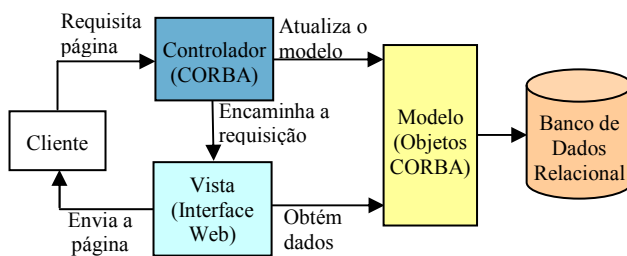 Requisita
página
Controlador
(CORBA)
Atualiza o
modelo
Encaminha a
requisição
Cliente
Modelo
(Objetos
CORBA)
Banco de
Dados
Relacional
Vista
(Interface
Web)
Envia a
página
Obtém
dados